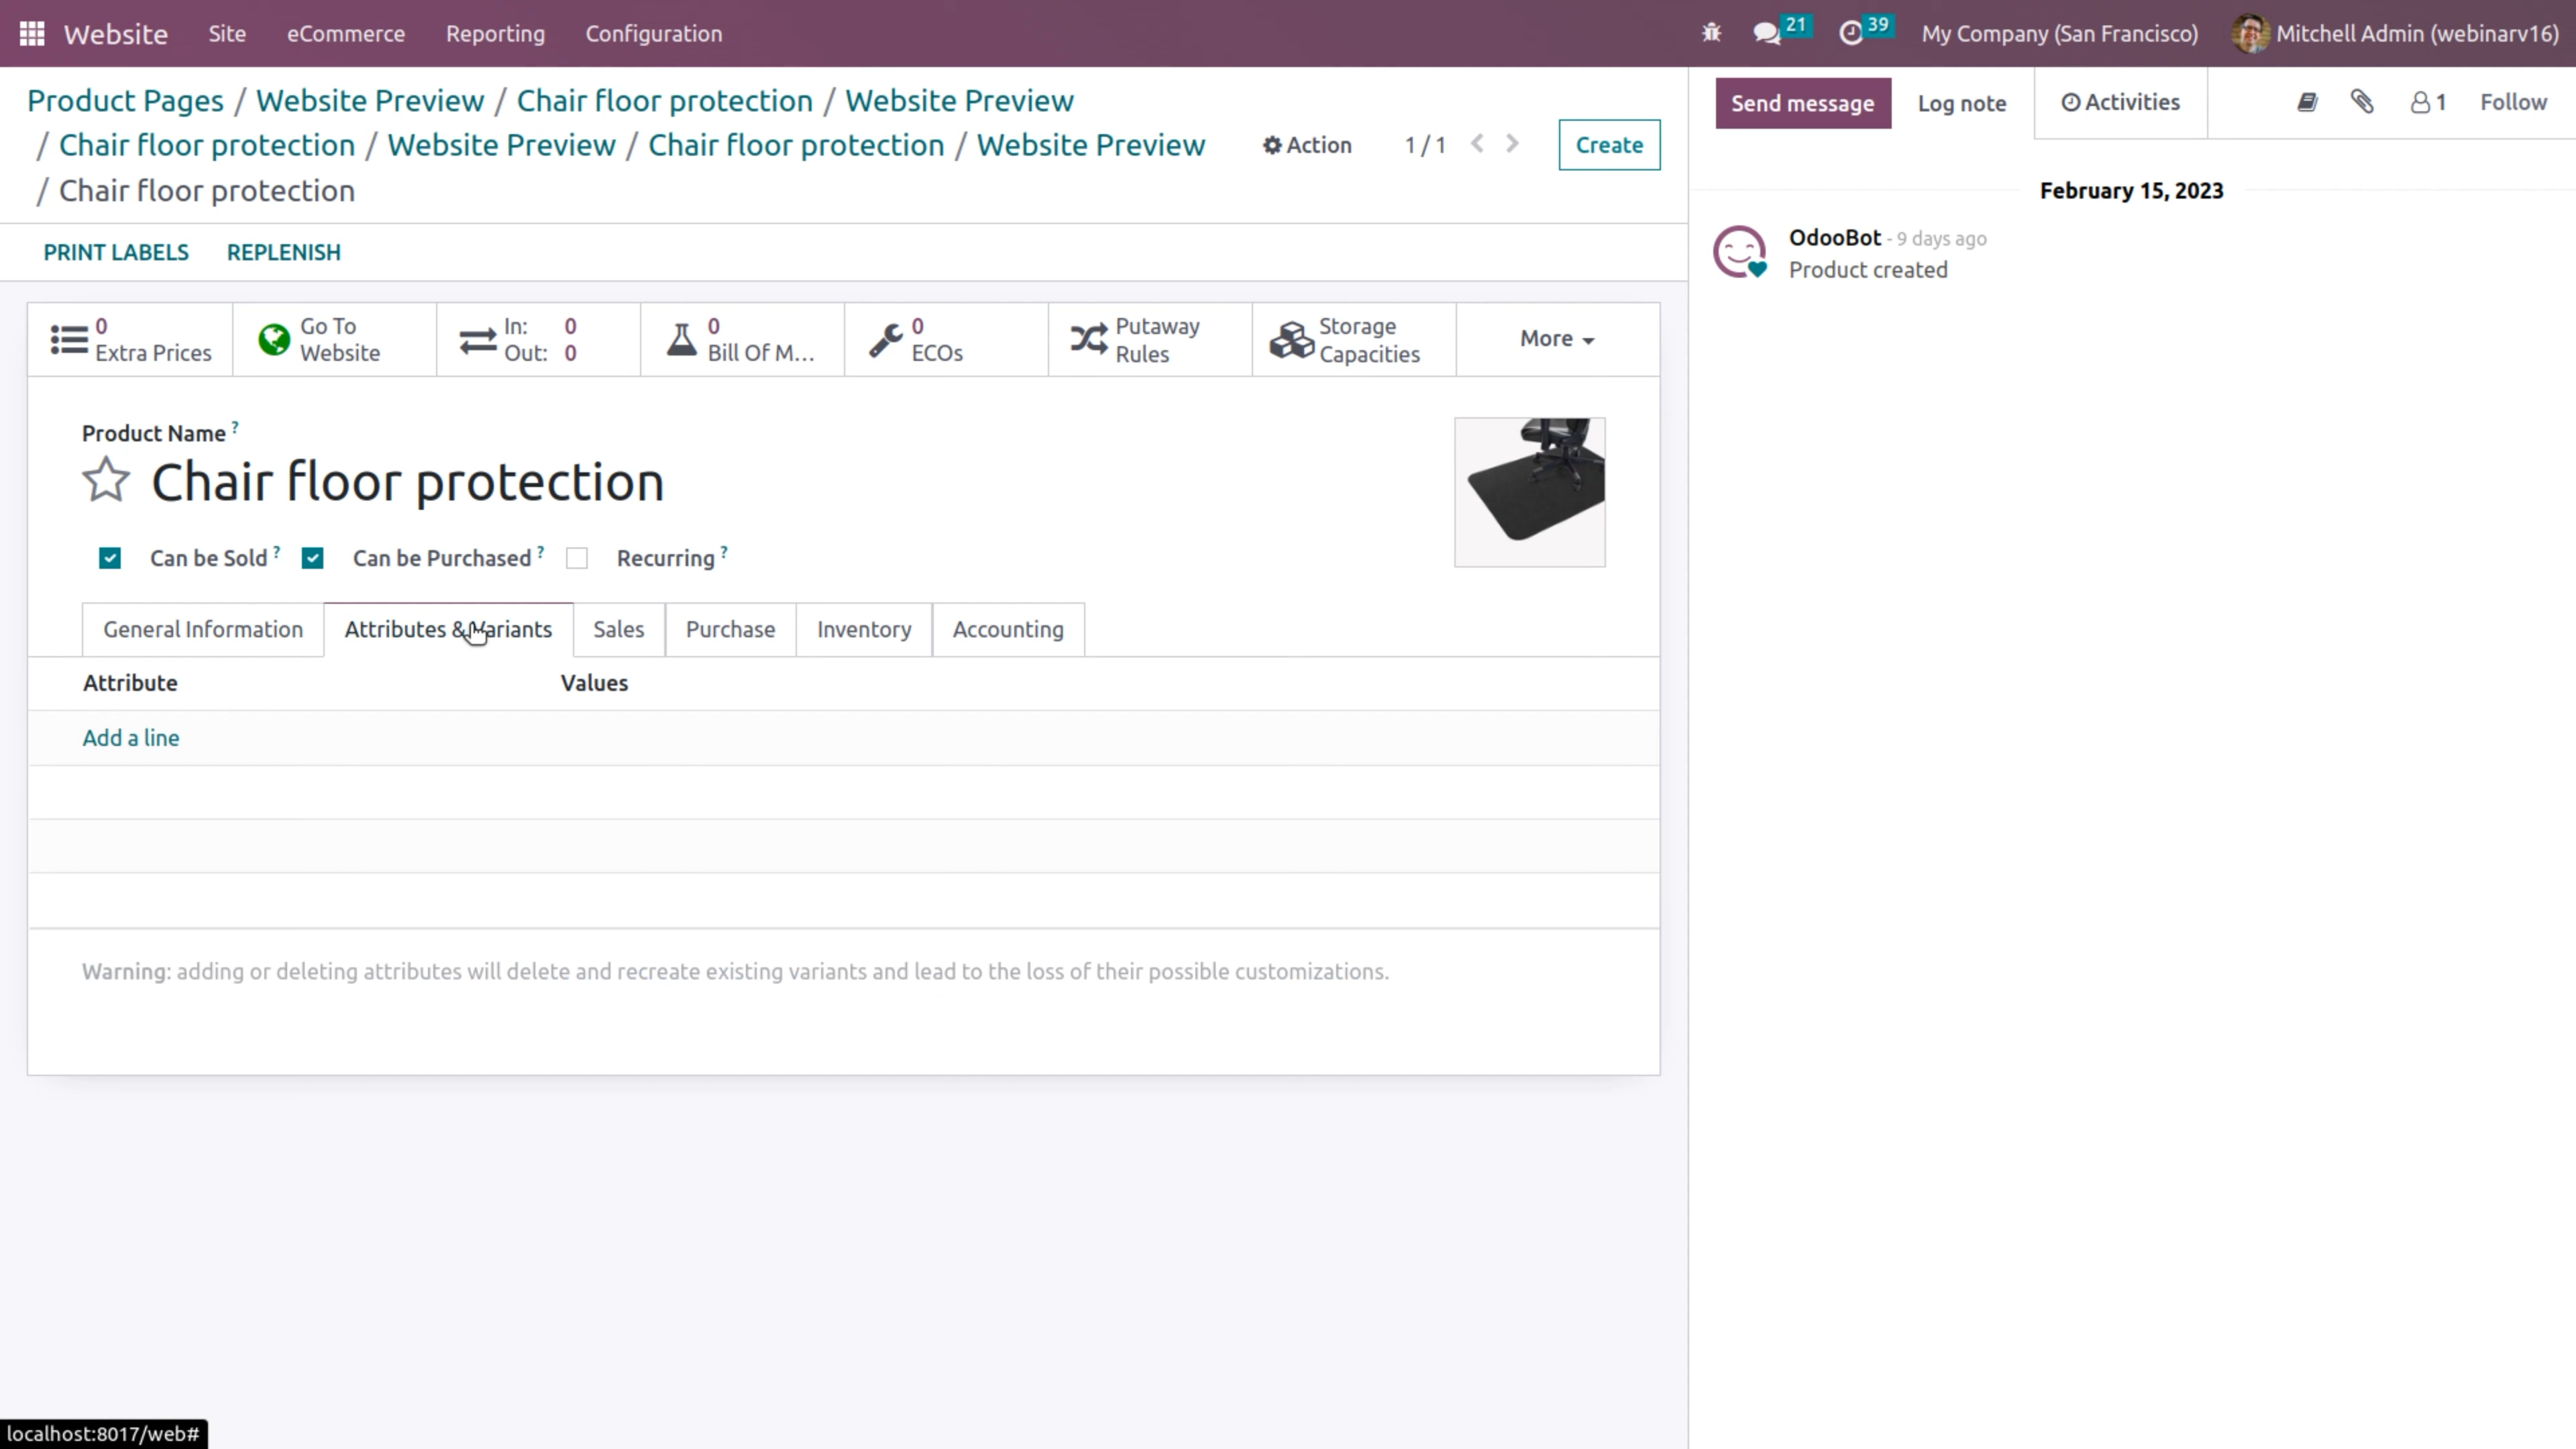 Website Site eCommerce Reporting Configuration 21 39 My Company (San Francisco) Mitchell Admin (webinarv16)
Product Pages / Website Preview / Chair floor protection / Website Preview
/ Chair floor protection / Website Preview / Chair floor protection / Website Preview
/ Chair floor protection
Action 1 / 1 Create
PRINT LABELS REPLENISH
0 Extra Prices
Go To Website
In: 0
Out: 0
0 Bill Of M...
0 ECOs
Putaway Rules
Storage Capacities
More
Product Name ?
Chair floor protection
Can be Sold ? Can be Purchased ? Recurring ?
General Information Attributes & Variants Sales Purchase Inventory Accounting
Attribute Values
Add a line
Warning: adding or deleting attributes will delete and recreate existing variants and lead to the loss of their possible customizations.
Send message Log note Activities 1 Follow
February 15, 2023
OdooBot - 9 days ago
Product created
localhost:8017/web#